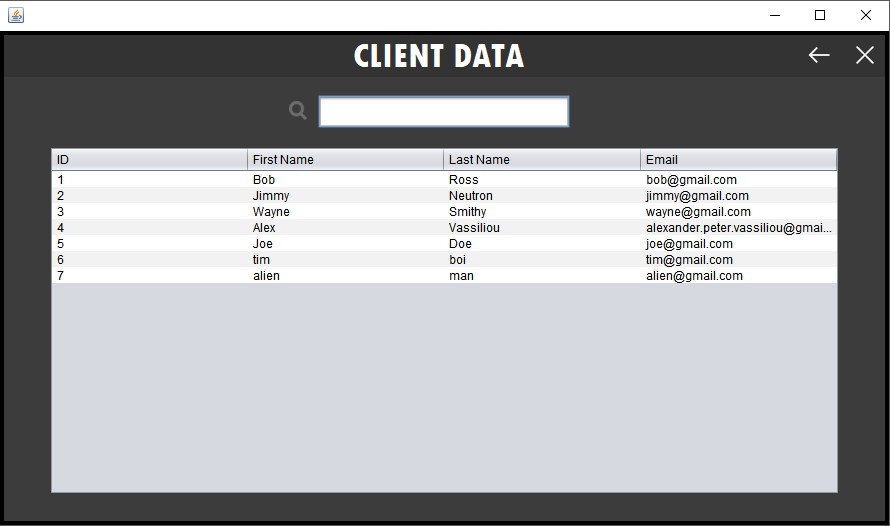 CLIENT DATA
ID First Name Last Name Email
1 Bob Ross bob@gmail.com
2 Jimmy Neutron jimmy@gmail.com
3 Wayne Smithy wayne@gmail.com
4 Alex Vassiliou alexander.peter.vassiliou@gmai...
5 Joe Doe joe@gmail.com
6 tim boi tim@gmail.com
7 alien man alien@gmail.com